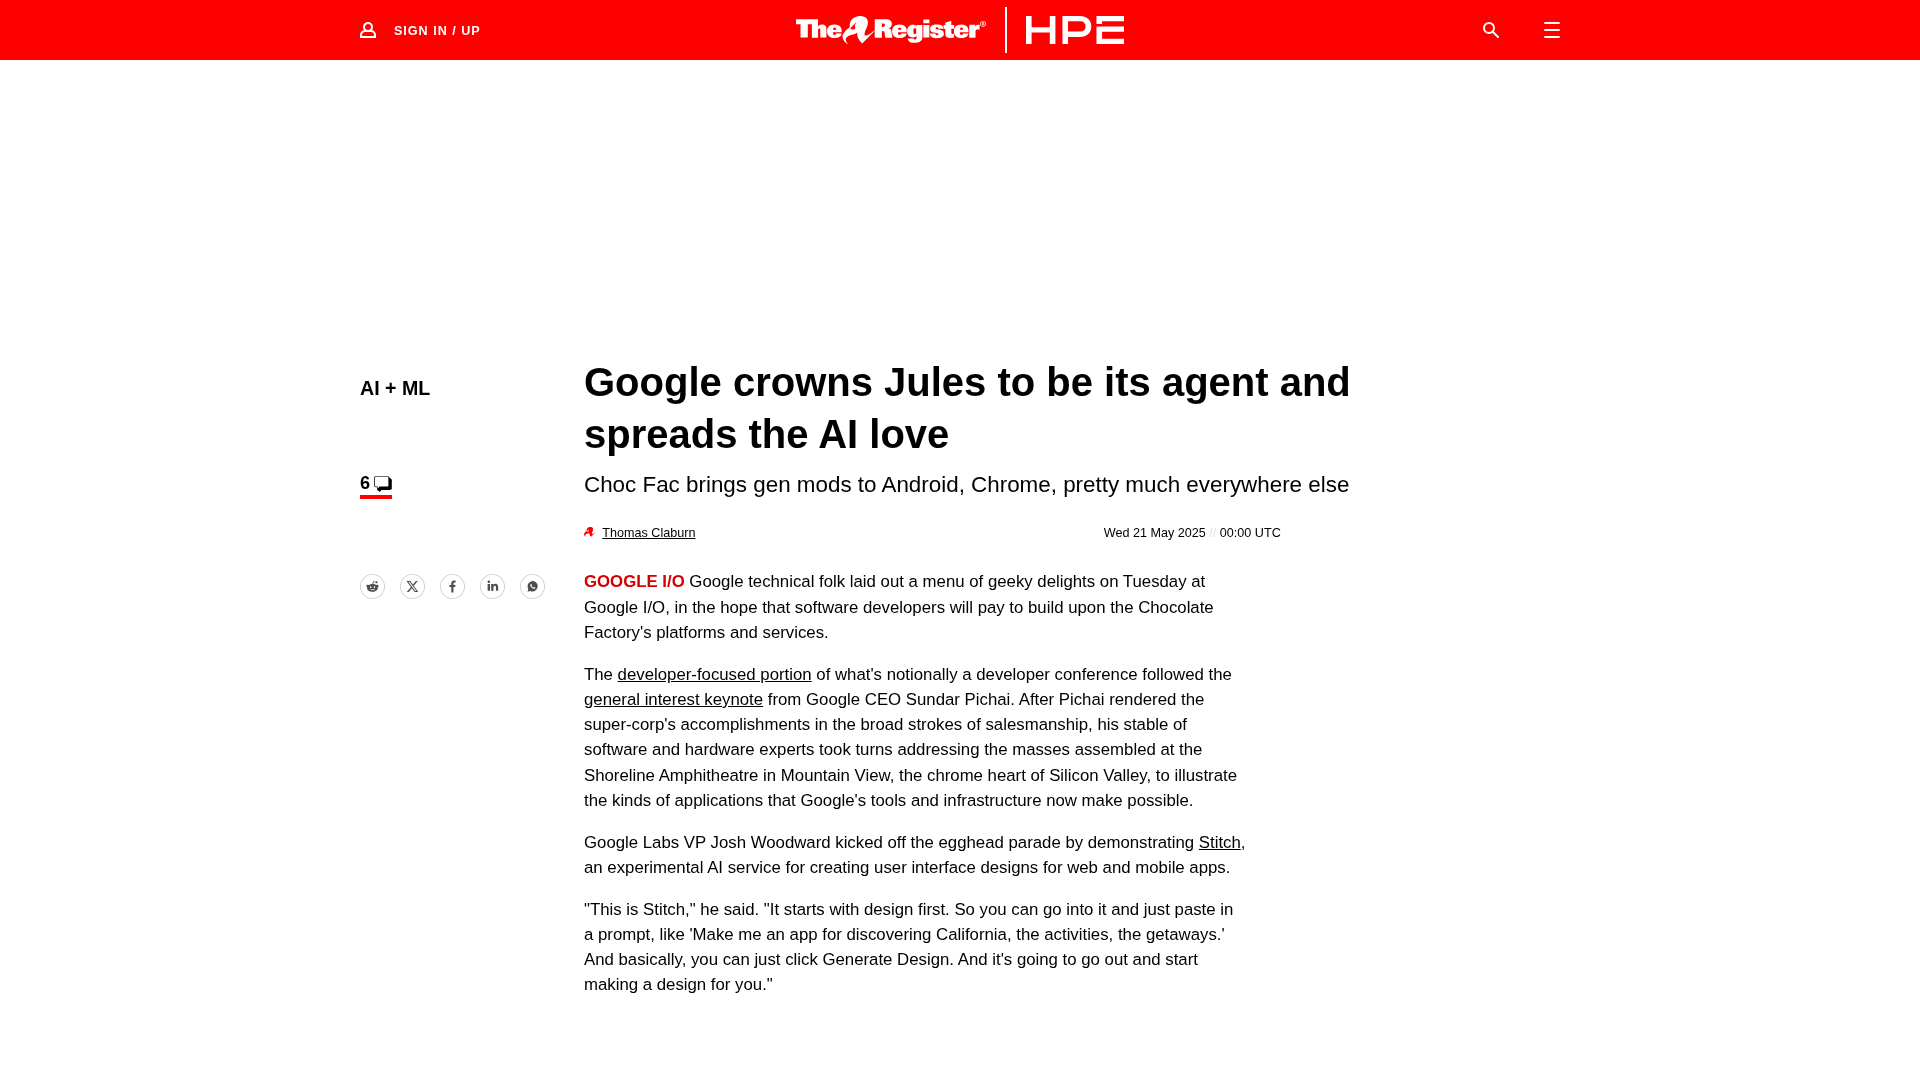 SIGN IN / UP
The Register®
HPE
AI + ML
Google crowns Jules to be its agent and
spreads the AI love
6
Choc Fac brings gen mods to Android, Chrome, pretty much everywhere else
Thomas Claburn
Wed 21 May 2025 // 00:00 UTC
GOOGLE I/O Google technical folk laid out a menu of geeky delights on Tuesday at
Google I/O, in the hope that software developers will pay to build upon the Chocolate
Factory's platforms and services.
The developer-focused portion of what's notionally a developer conference followed the
general interest keynote from Google CEO Sundar Pichai. After Pichai rendered the
super-corp's accomplishments in the broad strokes of salesmanship, his stable of
software and hardware experts took turns addressing the masses assembled at the
Shoreline Amphitheatre in Mountain View, the chrome heart of Silicon Valley, to illustrate
the kinds of applications that Google's tools and infrastructure now make possible.
Google Labs VP Josh Woodward kicked off the egghead parade by demonstrating Stitch,
an experimental AI service for creating user interface designs for web and mobile apps.
"This is Stitch," he said. "It starts with design first. So you can go into it and just paste in
a prompt, like 'Make me an app for discovering California, the activities, the getaways.'
And basically, you can just click Generate Design. And it's going to go out and start
making a design for you."